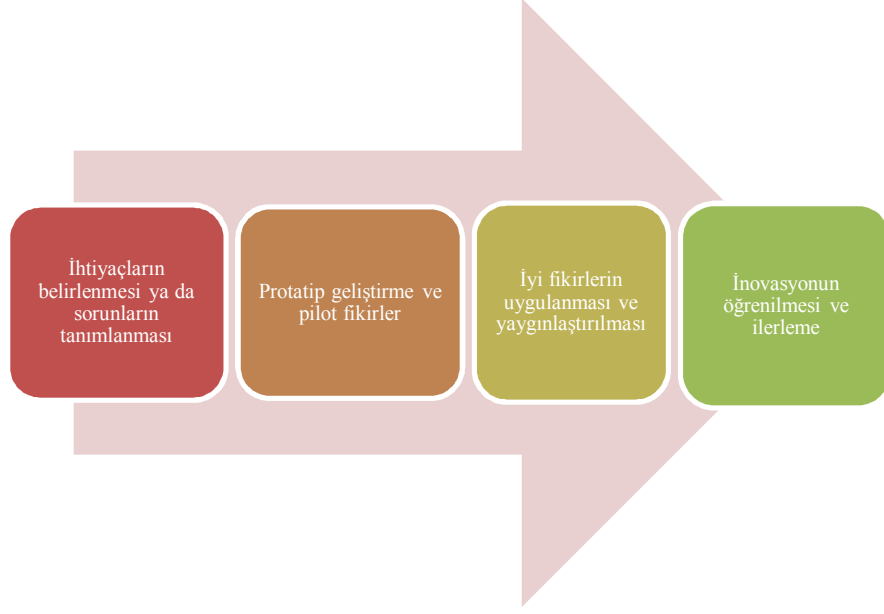 İhtiyaçların
belirlenmesi ya da
sorunların
tanımlanması
Protatip geliştirme ve
pilot fikirler
İyi fikirlerin
uygulanması ve
yaygınlaştırılması
İnovasyonun
öğrenilmesi ve
ilerleme